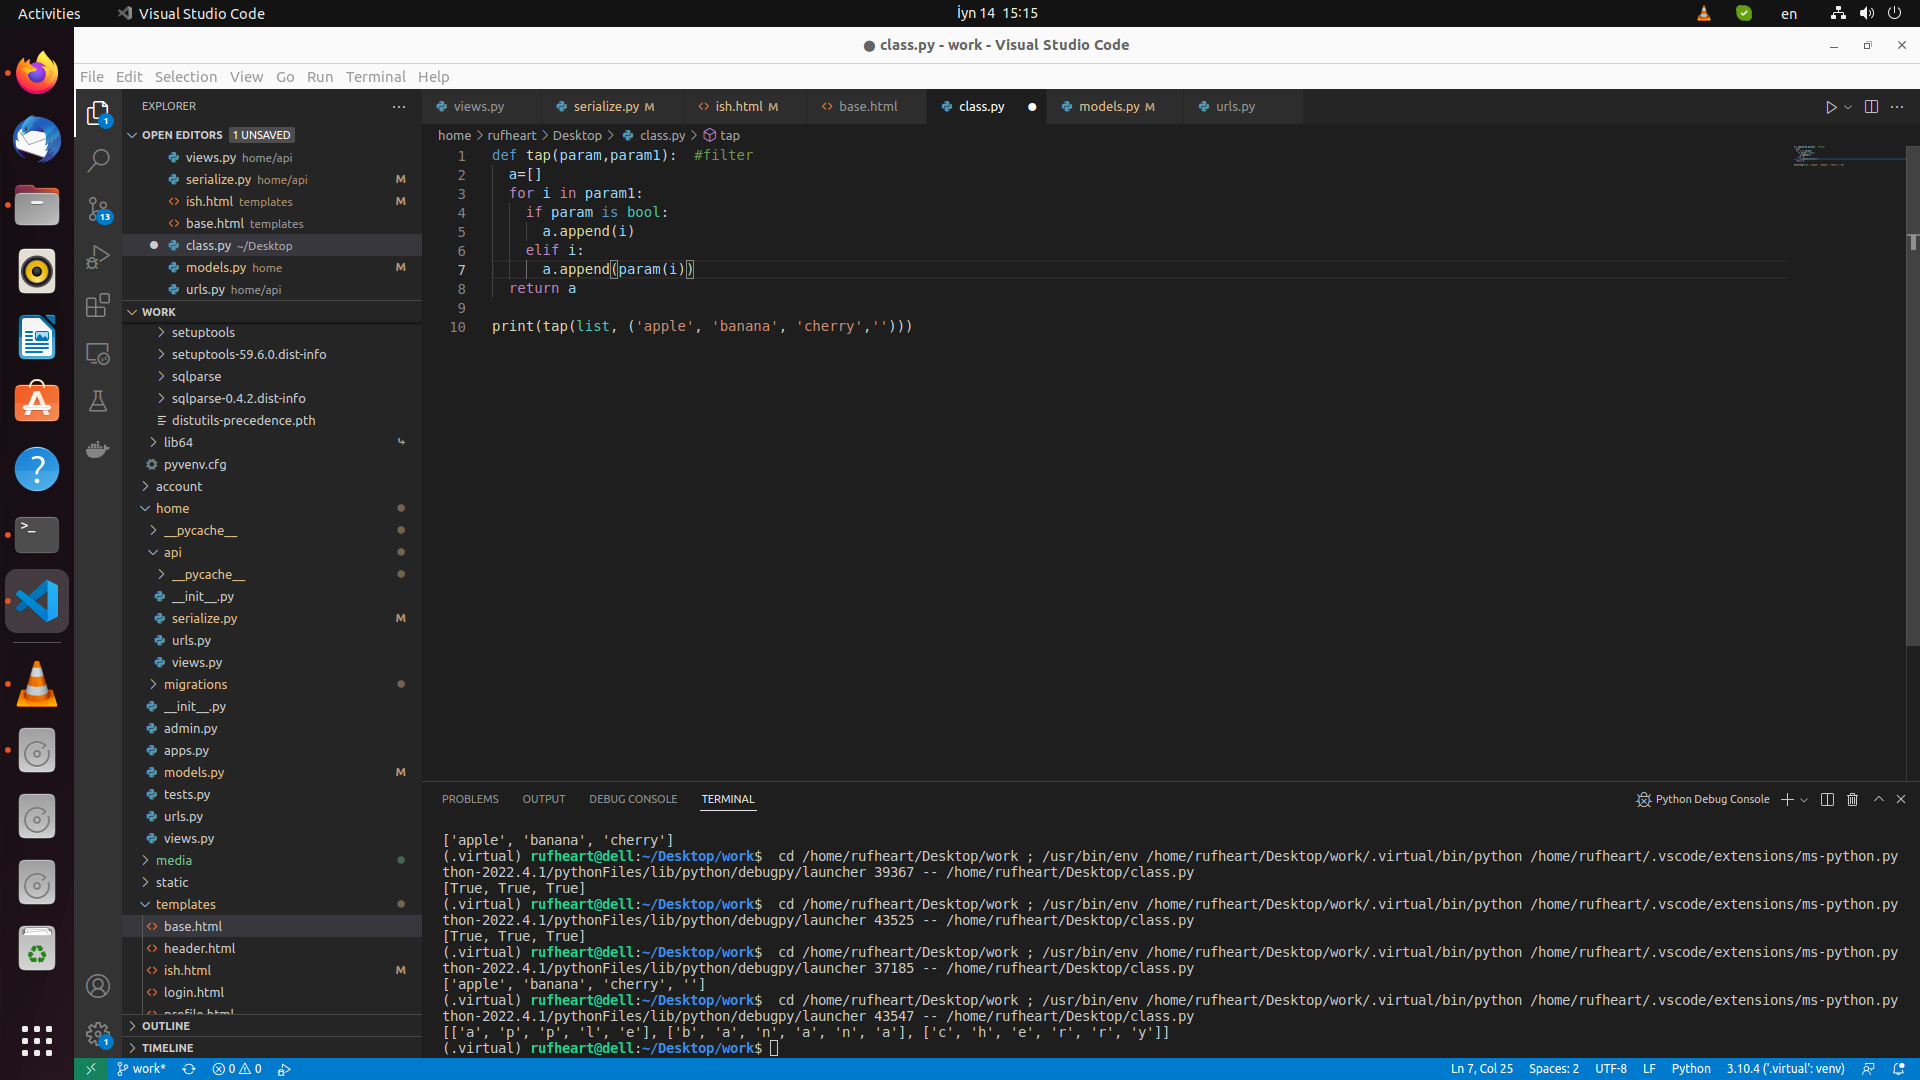 Activities
Visual Studio Code
İyn 14 15:15
en
● class.py - work - Visual Studio Code
File Edit Selection View Go Run Terminal Help
EXPLORER
OPEN EDITORS 1 UNSAVED
views.py home/api
serialize.py home/api M
ish.html templates M
base.html templates
class.py ~/Desktop
models.py home M
urls.py home/api
WORK
setuptools
setuptools-59.6.0.dist-info
sqlparse
sqlparse-0.4.2.dist-info
distutils-precedence.pth
lib64
pyvenv.cfg
account
home
__pycache__
api
__pycache__
__init__.py
serialize.py M
urls.py
views.py
migrations
__init__.py
admin.py
apps.py
models.py M
tests.py
urls.py
views.py
media
static
templates
base.html
header.html
ish.html M
login.html
profile.html
OUTLINE
TIMELINE
1
13
1
views.py serialize.py M ish.html M base.html class.py models.py M urls.py
home > rufheart > Desktop > class.py > tap
1 def tap(param,param1): #filter
2 a=[]
3 for i in param1:
4 if param is bool:
5 a.append(i)
6 elif i:
7 a.append(param(i))
8 return a
9
10 print(tap(list, ('apple', 'banana', 'cherry','')))
PROBLEMS OUTPUT DEBUG CONSOLE TERMINAL
Python Debug Console
['apple', 'banana', 'cherry']
(.virtual) rufheart@dell:~/Desktop/work$ cd /home/rufheart/Desktop/work ; /usr/bin/env /home/rufheart/Desktop/work/.virtual/bin/python /home/rufheart/.vscode/extensions/ms-python.py
thon-2022.4.1/pythonFiles/lib/python/debugpy/launcher 39367 -- /home/rufheart/Desktop/class.py
[True, True, True]
(.virtual) rufheart@dell:~/Desktop/work$ cd /home/rufheart/Desktop/work ; /usr/bin/env /home/rufheart/Desktop/work/.virtual/bin/python /home/rufheart/.vscode/extensions/ms-python.py
thon-2022.4.1/pythonFiles/lib/python/debugpy/launcher 43525 -- /home/rufheart/Desktop/class.py
[True, True, True]
(.virtual) rufheart@dell:~/Desktop/work$ cd /home/rufheart/Desktop/work ; /usr/bin/env /home/rufheart/Desktop/work/.virtual/bin/python /home/rufheart/.vscode/extensions/ms-python.py
thon-2022.4.1/pythonFiles/lib/python/debugpy/launcher 37185 -- /home/rufheart/Desktop/class.py
['apple', 'banana', 'cherry', '']
(.virtual) rufheart@dell:~/Desktop/work$ cd /home/rufheart/Desktop/work ; /usr/bin/env /home/rufheart/Desktop/work/.virtual/bin/python /home/rufheart/.vscode/extensions/ms-python.py
thon-2022.4.1/pythonFiles/lib/python/debugpy/launcher 43547 -- /home/rufheart/Desktop/class.py
[['a', 'p', 'p', 'l', 'e'], ['b', 'a', 'n', 'a', 'n', 'a'], ['c', 'h', 'e', 'r', 'r', 'y']]
(.virtual) rufheart@dell:~/Desktop/work$
work* 0 0 Ln 7, Col 25 Spaces: 2 UTF-8 LF Python 3.10.4 ('.virtual': venv)